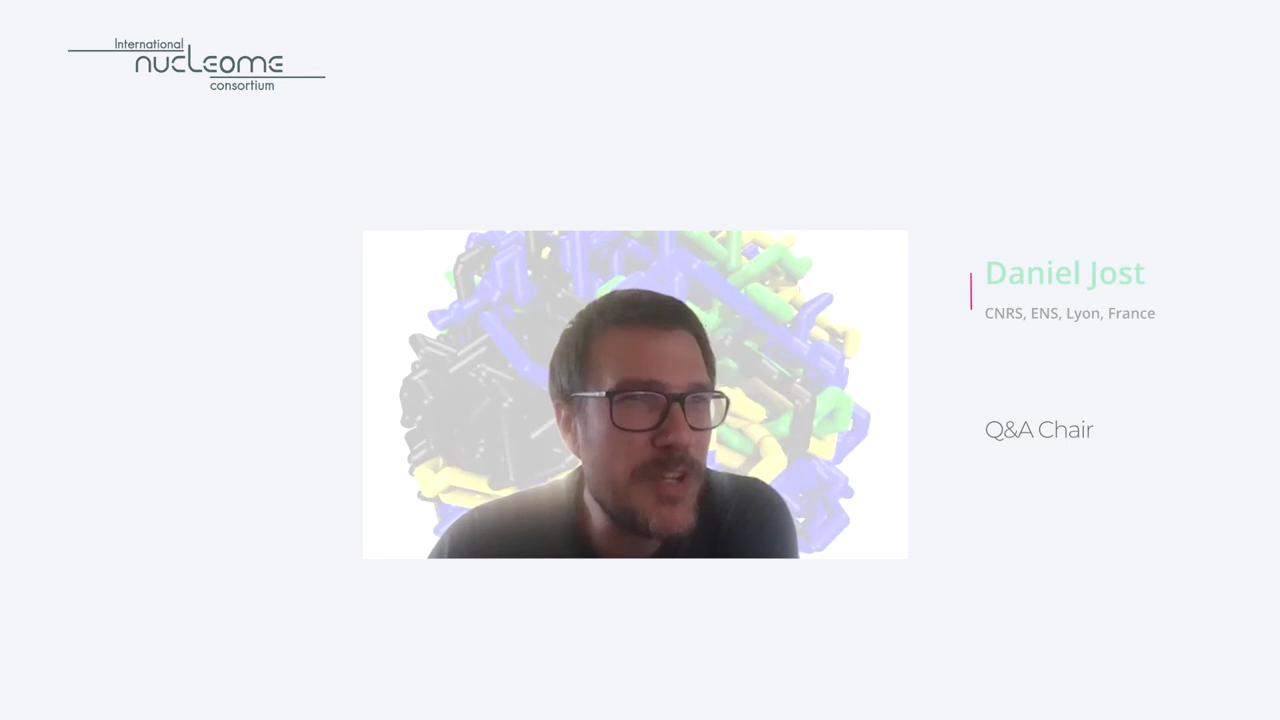 International
nucleome
consortium
Daniel Jost
CNRS, ENS, Lyon, France
Q&A Chair